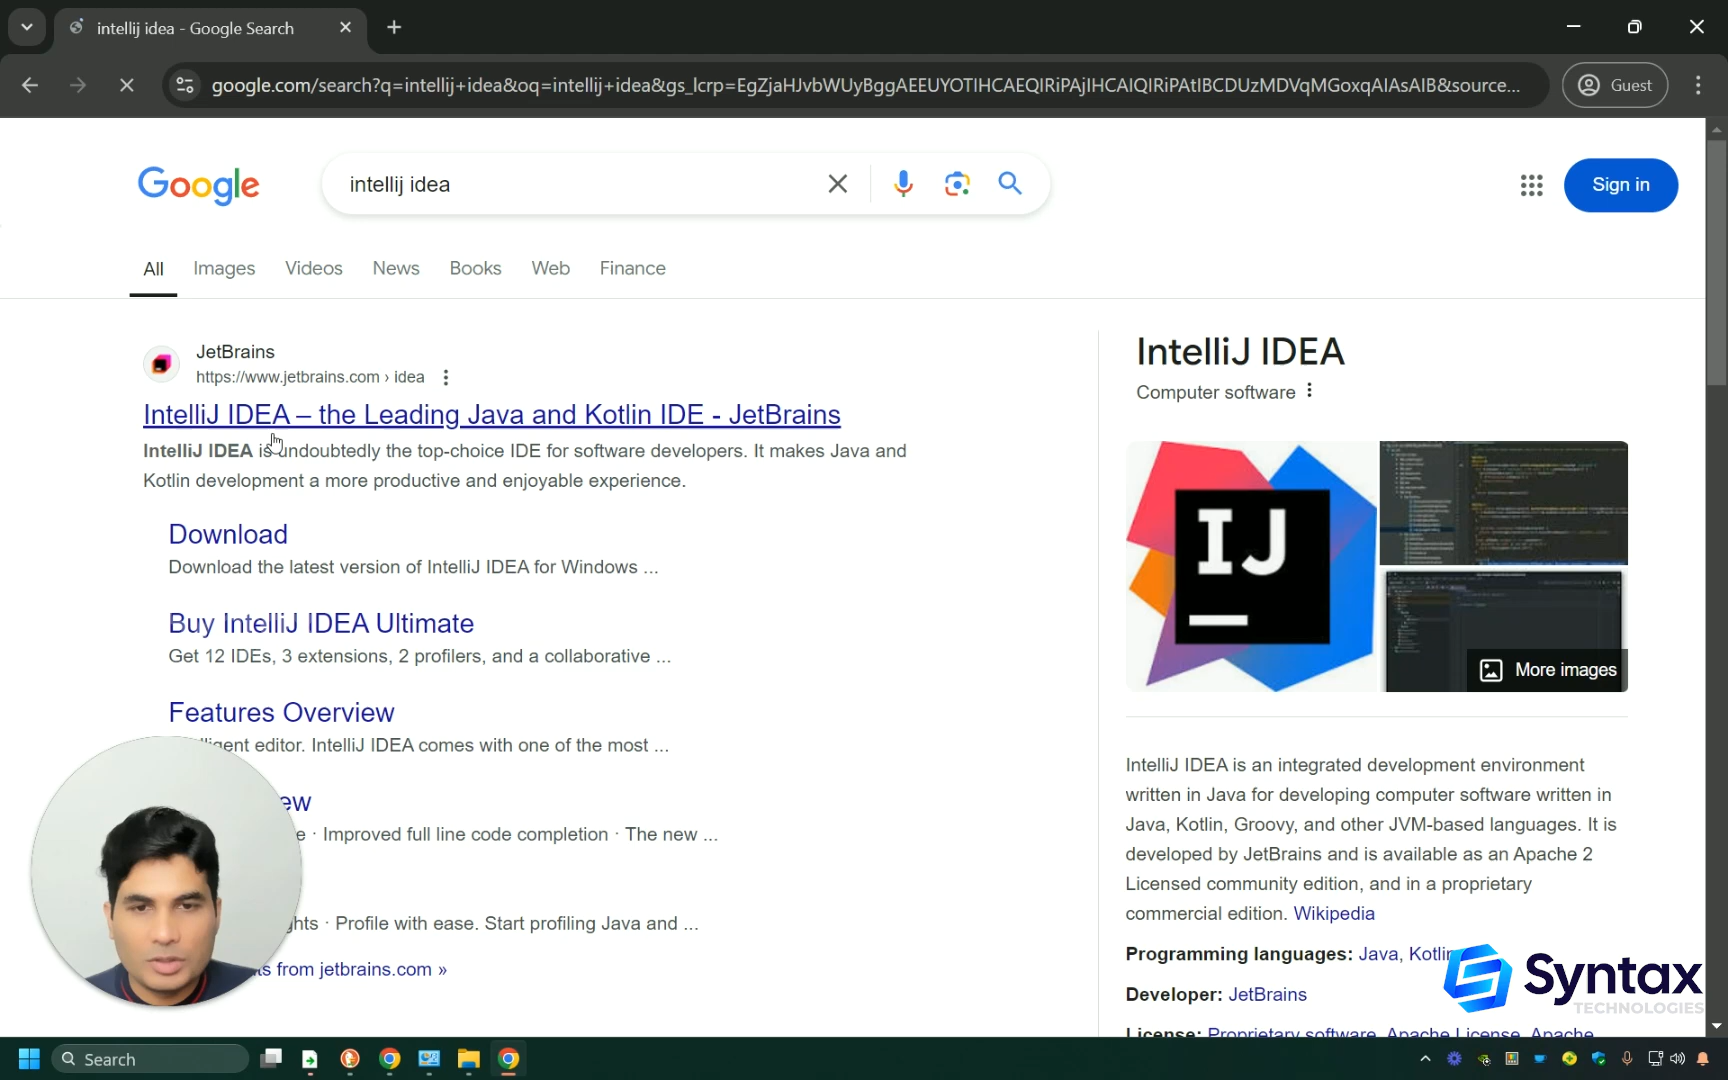 intellij idea - Google Search
google.com/search?q=intellij+idea&oq=intellij+idea&gs_lcrp=EgZjaHJvbWUyBggAEEUYOTIHCAEQIRiPAjIHCAIQIRiPAtIBCDUzMDVqMGoxqAIAsAIB&source...
Guest
Google
intellij idea
Sign in
All Images Videos News Books Web Finance
JetBrains
https://www.jetbrains.com › idea
IntelliJ IDEA – the Leading Java and Kotlin IDE - JetBrains
IntelliJ IDEA is undoubtedly the top-choice IDE for software developers. It makes Java and
Kotlin development a more productive and enjoyable experience.
Download
Download the latest version of IntelliJ IDEA for Windows ...
Buy IntelliJ IDEA Ultimate
Get 12 IDEs, 3 extensions, 2 profilers, and a collaborative ...
Features Overview
editor. IntelliJ IDEA comes with one of the most ...
· Improved full line code completion · The new ...
· Profile with ease. Start profiling Java and ...
from jetbrains.com »
IntelliJ IDEA
Computer software
IJ
More images
IntelliJ IDEA is an integrated development environment
written in Java for developing computer software written in
Java, Kotlin, Groovy, and other JVM-based languages. It is
developed by JetBrains and is available as an Apache 2
Licensed community edition, and in a proprietary
commercial edition. Wikipedia
Programming languages: Java, Kotlin
Developer: JetBrains
License: Proprietary software, Apache License, Apache
Syntax
TECHNOLOGIES
Search